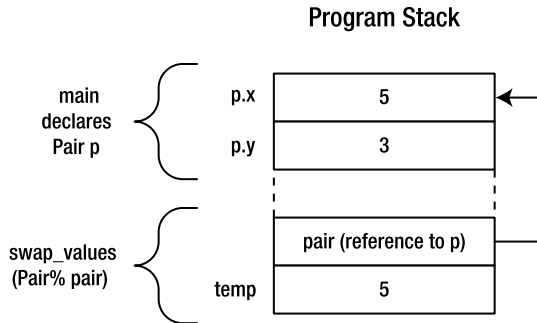 Program Stack
main
declares
Pair p
p.x
5
p.y
3
swap_values
(Pair% pair)
pair (reference to p)
temp
5